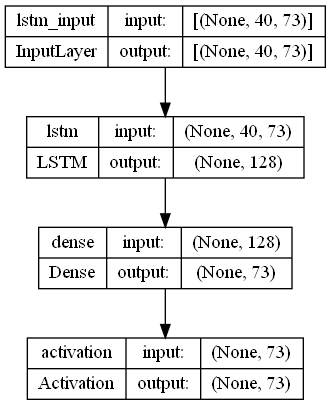 lstm_input input: [(None, 40, 73)]
InputLayer output: [(None, 40, 73)]
lstm input: (None, 40, 73)
LSTM output: (None, 128)
dense input: (None, 128)
Dense output: (None, 73)
activation input: (None, 73)
Activation output: (None, 73)